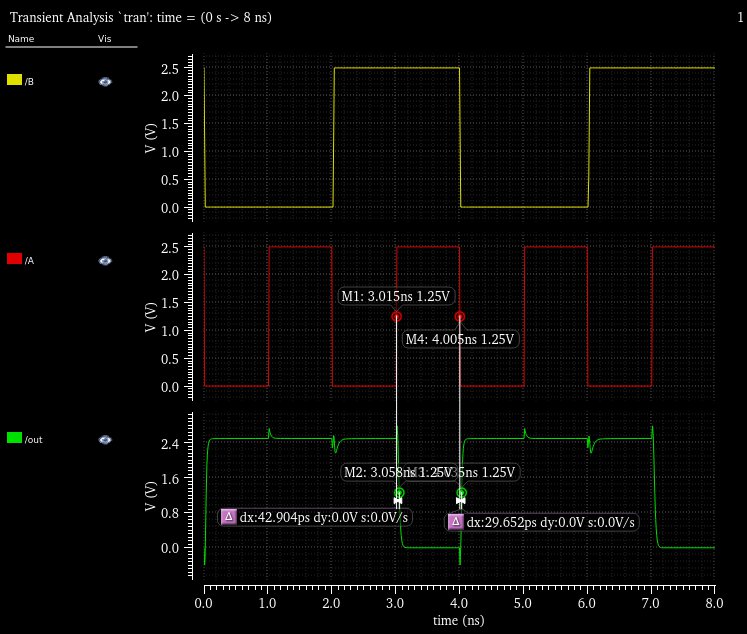 Transient Analysis `tran': time = (0 s -> 8 ns)
1
Name Vis
/B
2.5
2.0
1.5
1.0
0.5
0.0
V (V)
/A
2.5
2.0
1.5
1.0
0.5
0.0
V (V)
M1: 3.015ns 1.25V
M4: 4.005ns 1.25V
/out
2.4
1.6
0.8
0.0
V (V)
M2: 3.058ns 1.25V
35ns 1.25V
dx:42.904ps dy:0.0V s:0.0V/s
dx:29.652ps dy:0.0V s:0.0V/s
0.0 1.0 2.0 3.0 4.0 5.0 6.0 7.0 8.0
time (ns)